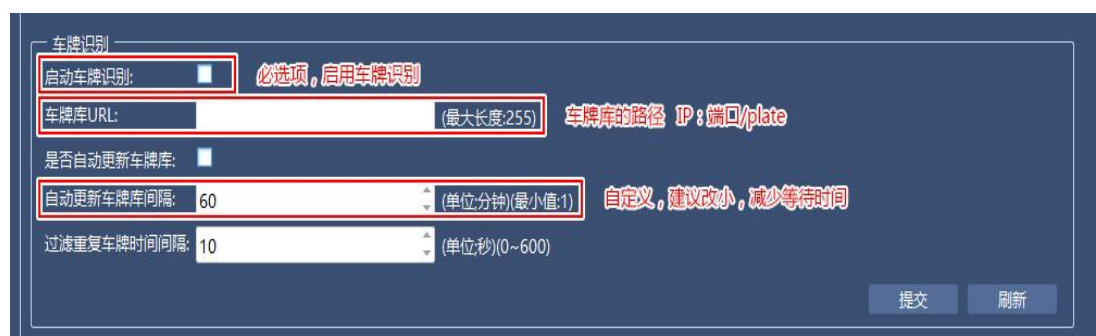 车牌识别
启动车牌识别: 必选项，启用车牌识别
车牌库URL: (最大长度:255) 车牌库的路径 IP：端口/plate
是否自动更新车牌库:
自动更新车牌库间隔: 60 (单位:分钟)(最小值:1) 自定义，建议改小，减少等待时间
过滤重复车牌时间间隔: 10 (单位:秒)(0~600)
提交 刷新